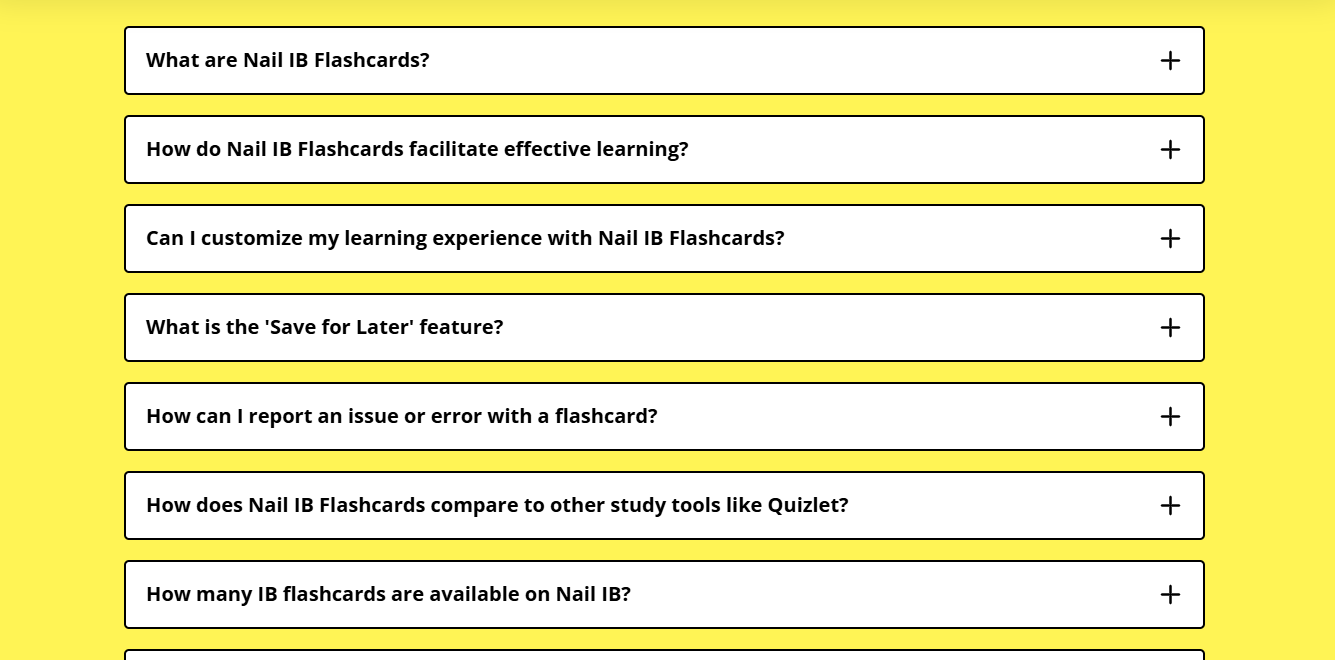 What are Nail IB Flashcards?
How do Nail IB Flashcards facilitate effective learning?
Can I customize my learning experience with Nail IB Flashcards?
What is the 'Save for Later' feature?
How can I report an issue or error with a flashcard?
How does Nail IB Flashcards compare to other study tools like Quizlet?
How many IB flashcards are available on Nail IB?